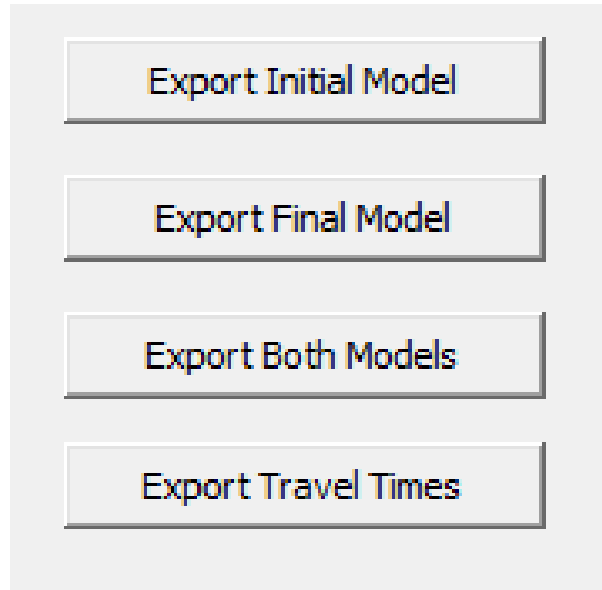 Export Initial Model
Export Final Model
Export Both Models
Export Travel Times